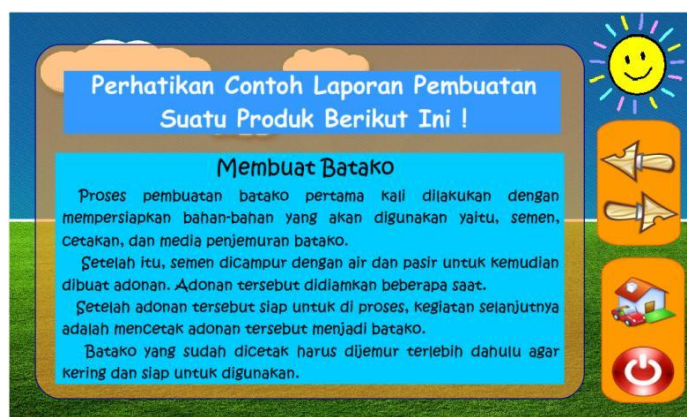 Perhatikan Contoh Laporan Pembuatan
Suatu Produk Berikut Ini !
Membuat Batako
Proses pembuatan batako pertama kali dilakukan dengan
mempersiapkan bahan-bahan yang akan digunakan yaitu, semen,
cetakan, dan media penjemuran batako.
Setelah itu, semen dicampur dengan air dan pasir untuk kemudian
dibuat adonan. Adonan tersebut didiamkan beberapa saat.
Setelah adonan tersebut siap untuk di proses, kegiatan selanjutnya
adalah mencetak adonan tersebut menjadi batako.
Batako yang sudah dicetak harus dijemur terlebih dahulu agar
kering dan siap untuk digunakan.